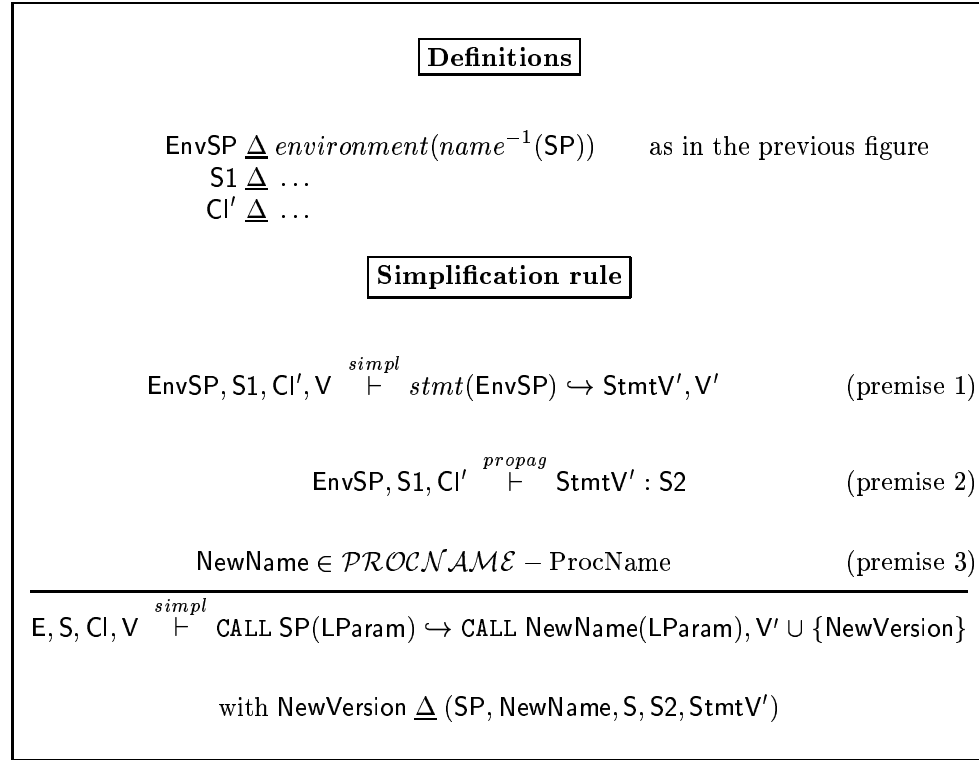 Definitions
EnvSP ≜ environment(name⁻¹(SP)) as in the previous figure
S1 ≜ ...
Cl′ ≜ ...
Simplification rule
simpl
EnvSP, S1, Cl′, V ⊢ stmt(EnvSP) ↪ StmtV′, V′ (premise 1)
propag
EnvSP, S1, Cl′ ⊢ StmtV′ : S2 (premise 2)
NewName ∈ 𝒫ℛ𝒪𝒞𝒩𝒜ℳℰ − ProcName (premise 3)
simpl
E, S, Cl, V ⊢ CALL SP(LParam) ↪ CALL NewName(LParam), V′ ∪ {NewVersion}
with NewVersion ≜ (SP, NewName, S, S2, StmtV′)